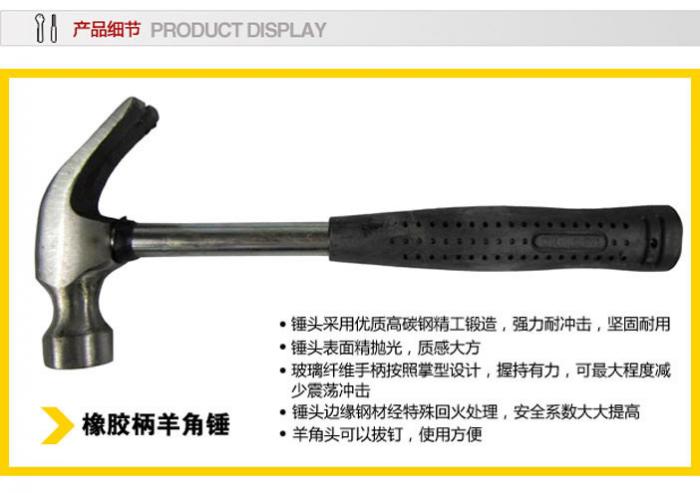 产品细节 PRODUCT DISPLAY
• 锤头采用优质高碳钢精工锻造，强力耐冲击，坚固耐用
• 锤头表面精抛光，质感大方
• 玻璃纤维手柄按照掌型设计，握持有力，可最大程度减
少震荡冲击
• 锤头边缘钢材经特殊回火处理，安全系数大大提高
• 羊角头可以拔钉，使用方便
橡胶柄羊角锤